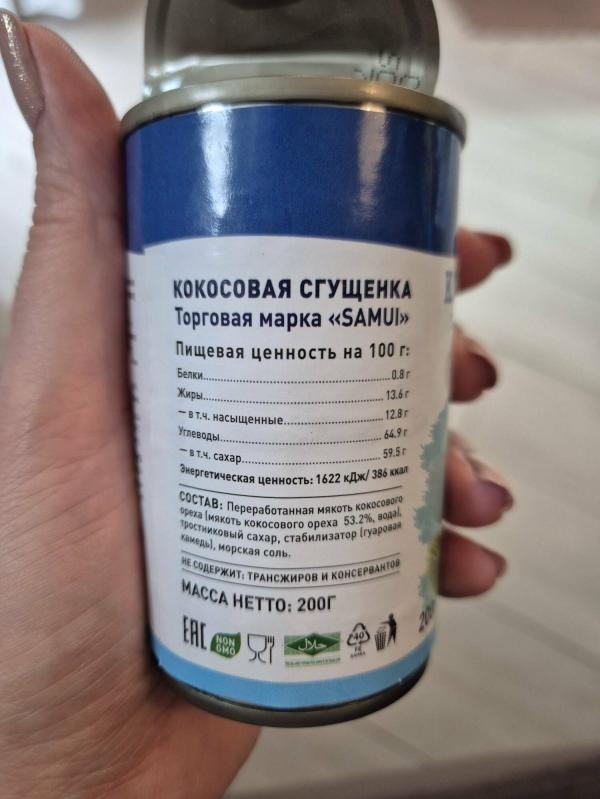 КОКОСОВАЯ СГУЩЕНКА
Торговая марка «SAMUI»
Пищевая ценность на 100 г:
Белки 0.8 г
Жиры 13.6 г
– в т.ч. насыщенные 12.8 г
Углеводы 64.9 г
– в т.ч. сахар 59.5 г
Энергетическая ценность: 1622 кДж/ 386 ккал
СОСТАВ: Переработанная мякоть кокосового
ореха (мякоть кокосового ореха 53.2%, вода),
тростниковый сахар, стабилизатор (гуаровая
камедь), морская соль.
НЕ СОДЕРЖИТ: ТРАНСЖИРОВ И КОНСЕРВАНТОВ
МАССА НЕТТО: 200Г
EAC
NON
GMO
حلال
40
FE